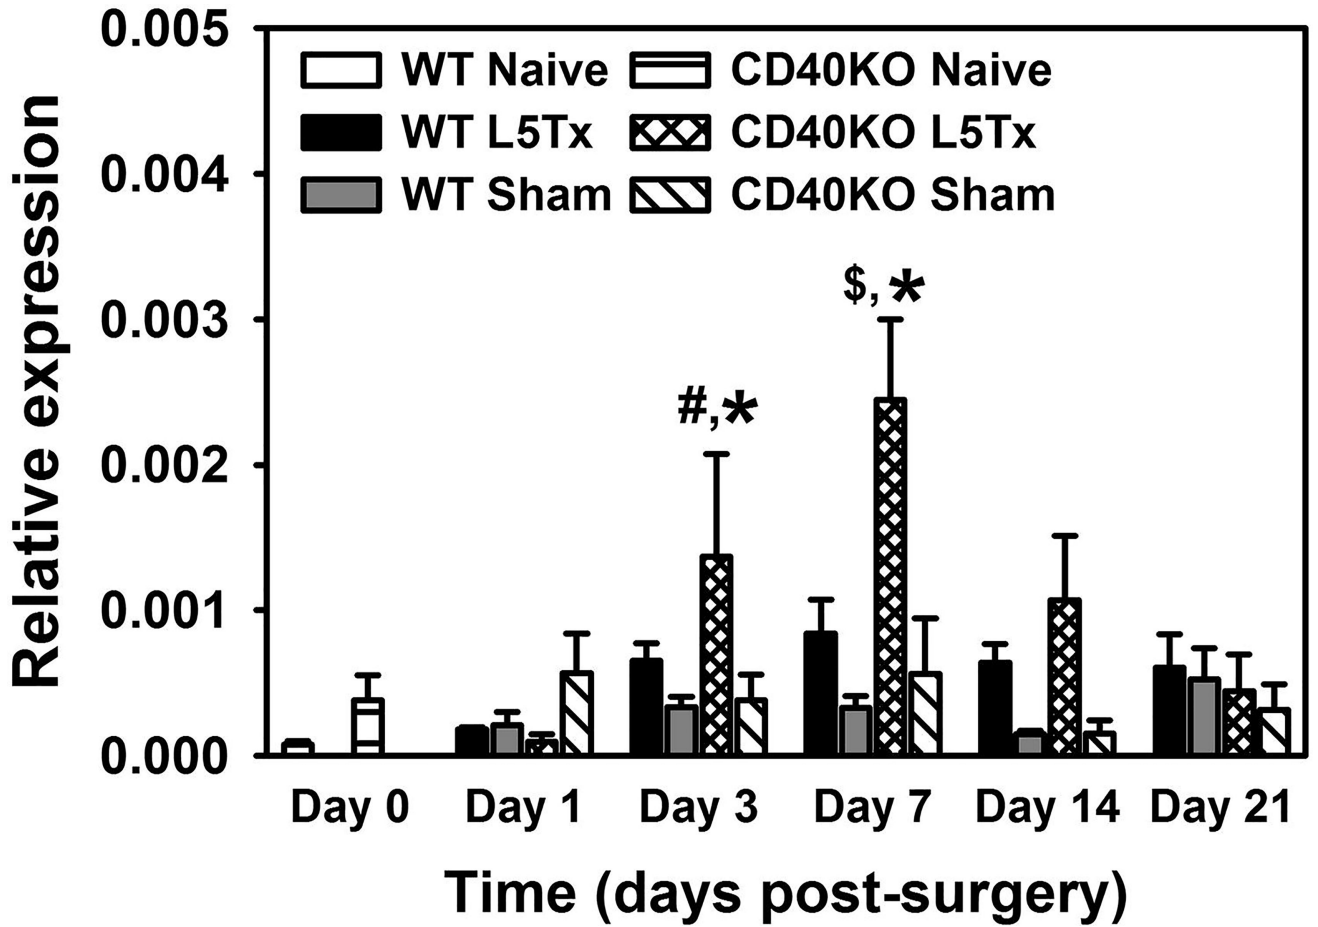 Relative expression
0.005
0.004
0.003
0.002
0.001
0.000
WT Naive
WT L5Tx
WT Sham
CD40KO Naive
CD40KO L5Tx
CD40KO Sham
#,*
$,*
Day 0
Day 1
Day 3
Day 7
Day 14
Day 21
Time (days post-surgery)